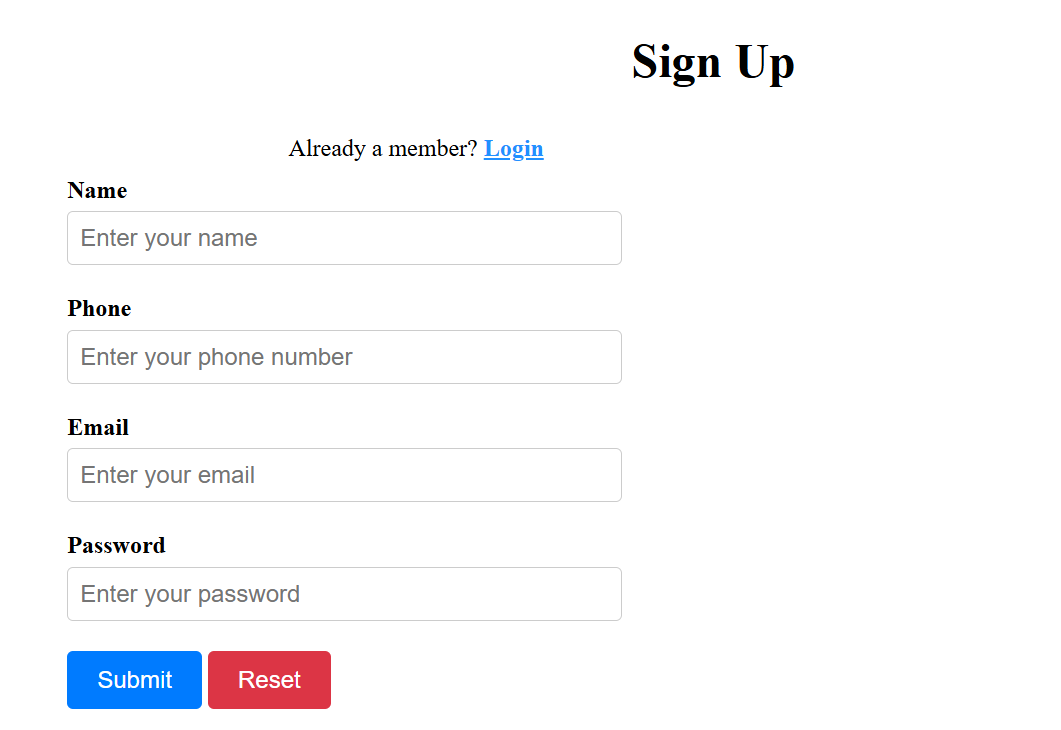 Sign Up
Already a member? Login
Name
Enter your name
Phone
Enter your phone number
Email
Enter your email
Password
Enter your password
Submit Reset